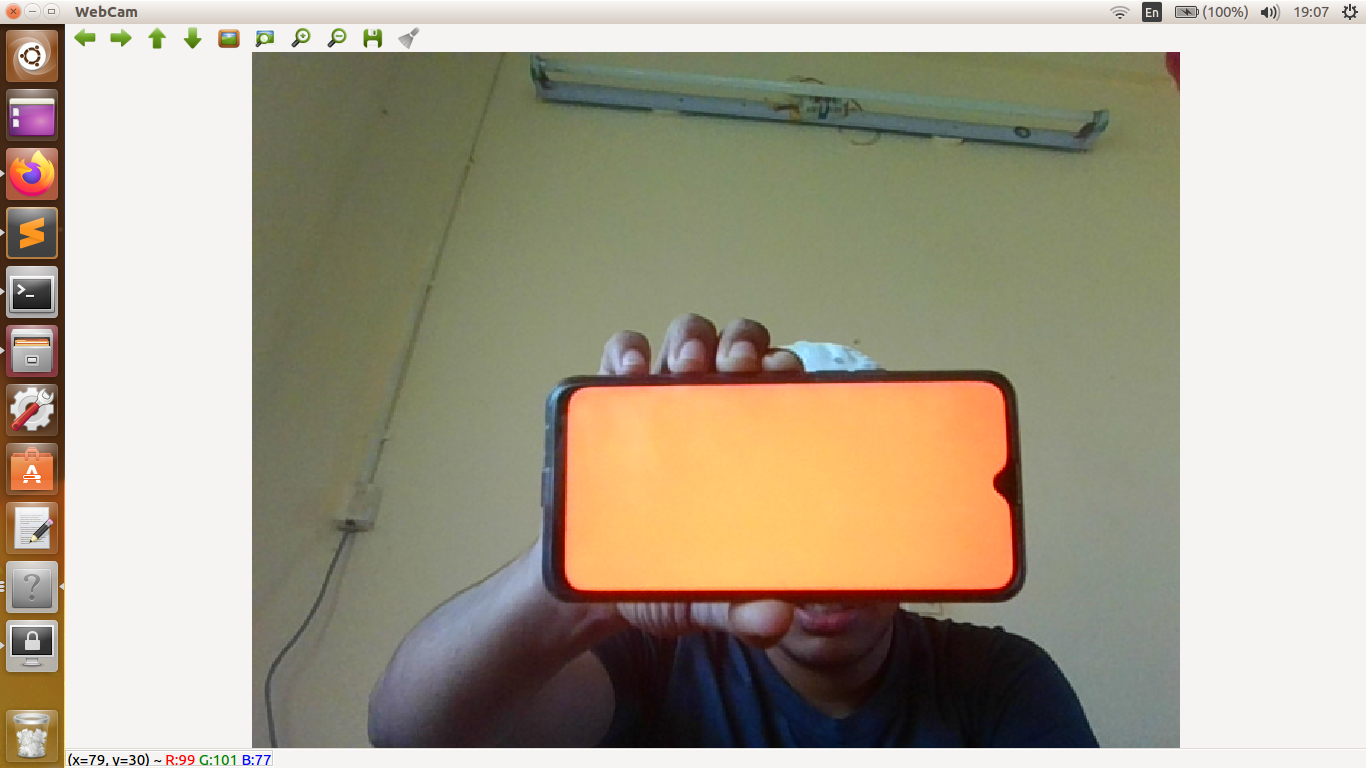 WebCam
En
(100%)
19:07
(x=79, y=30) ~ R:99 G:101 B:77